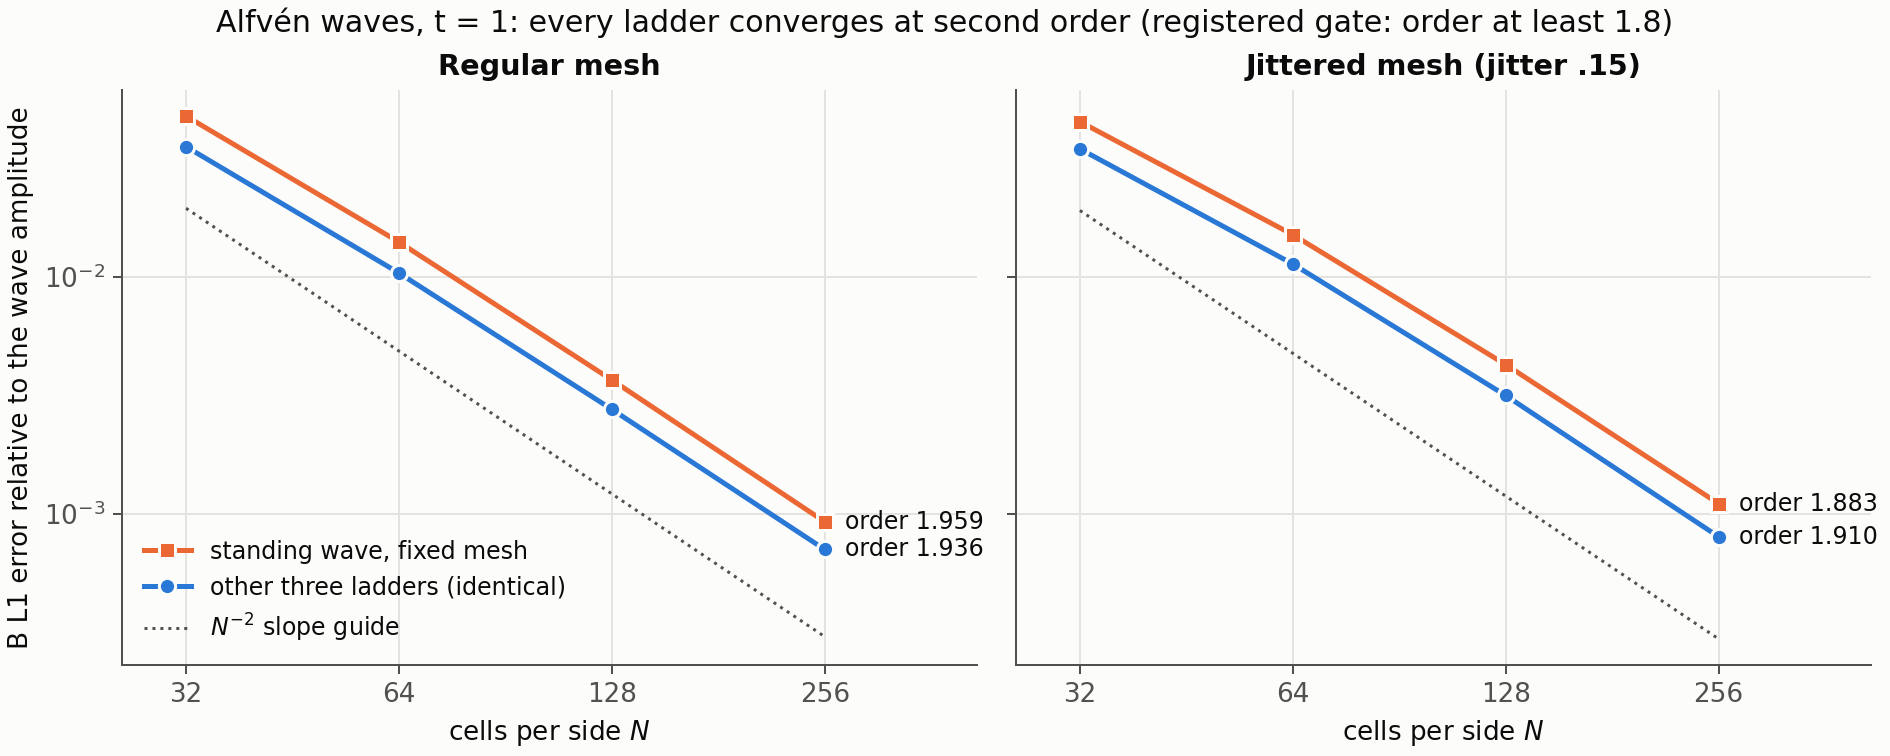 Alfvén waves, t = 1: every ladder converges at second order (registered gate: order at least 1.8)
Regular mesh
B L1 error relative to the wave amplitude
10⁻²
10⁻³
order 1.959
order 1.936
standing wave, fixed mesh
other three ladders (identical)
N⁻² slope guide
32 64 128 256
cells per side N
Jittered mesh (jitter .15)
order 1.883
order 1.910
32 64 128 256
cells per side N